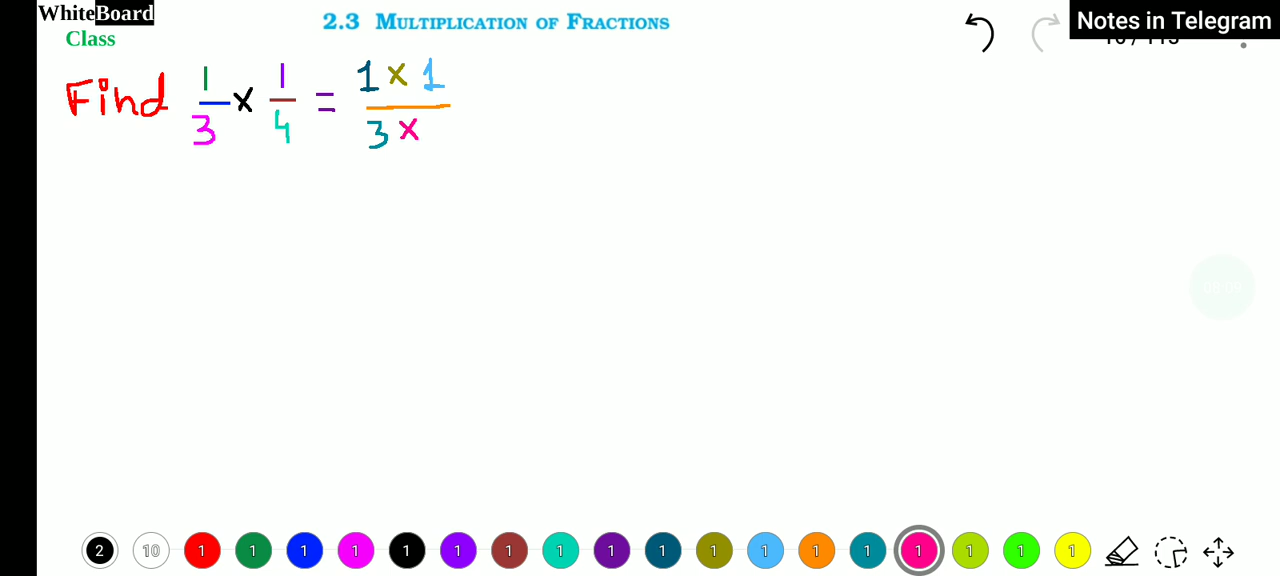 WhiteBoard
Class
2.3 MULTIPLICATION OF FRACTIONS
Notes in Telegram
Find 1/3 × 1/4 = 1 × 1 / 3 ×
2 10 1 1 1 1 1 1 1 1 1 1 1 1 1 1 1 1 1 1